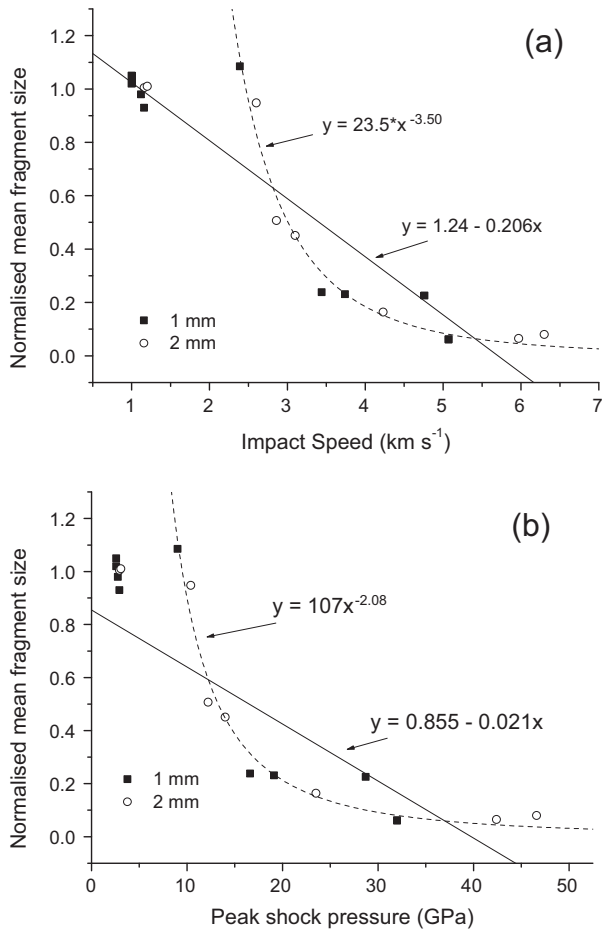 (a)
1.2
1.0
0.8
0.6
0.4
0.2
0.0
Normalised mean fragment size
y = 23.5*x^-3.50
y = 1.24 - 0.206x
1 mm
2 mm
1 2 3 4 5 6 7
Impact Speed (km s^-1)
(b)
1.2
1.0
0.8
0.6
0.4
0.2
0.0
Normalised mean fragment size
y = 107x^-2.08
y = 0.855 - 0.021x
1 mm
2 mm
0 10 20 30 40 50
Peak shock pressure (GPa)